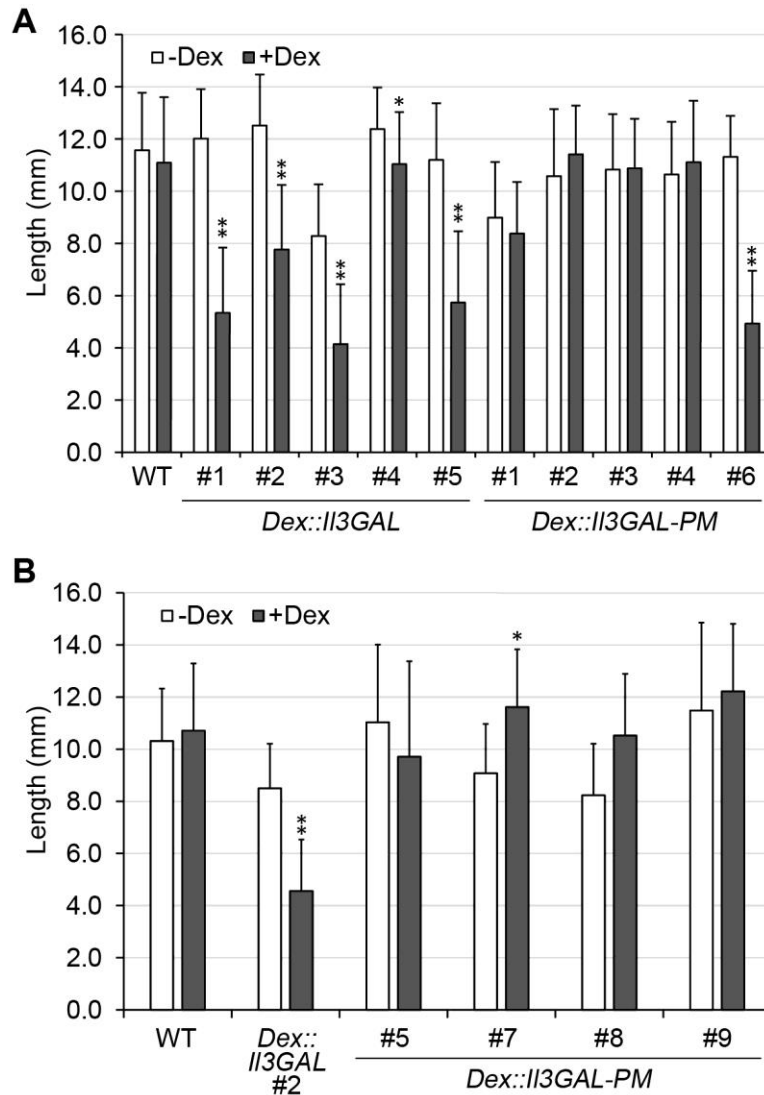 A
16.0
14.0
12.0
10.0
8.0
6.0
4.0
2.0
0.0
Length (mm)
-Dex +Dex
** ** ** * ** **
WT #1 #2 #3 #4 #5 #1 #2 #3 #4 #6
Dex::Il3GAL Dex::Il3GAL-PM
B
16.0
14.0
12.0
10.0
8.0
6.0
4.0
2.0
0.0
Length (mm)
-Dex +Dex
** *
WT Dex:: #5 #7 #8 #9
Il3GAL
#2 Dex::Il3GAL-PM